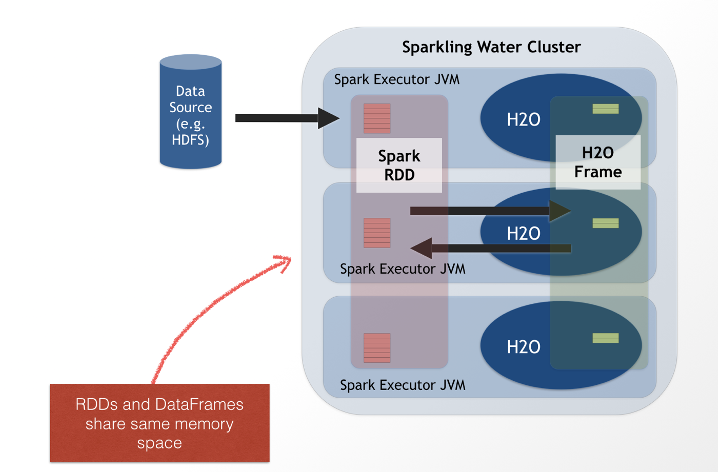 Sparkling Water Cluster
Spark Executor JVM
Data
Source
(e.g.
HDFS)
H2O
Spark
RDD
H2O
Frame
H2O
Spark Executor JVM
H2O
Spark Executor JVM
RDDs and DataFrames
share same memory
space